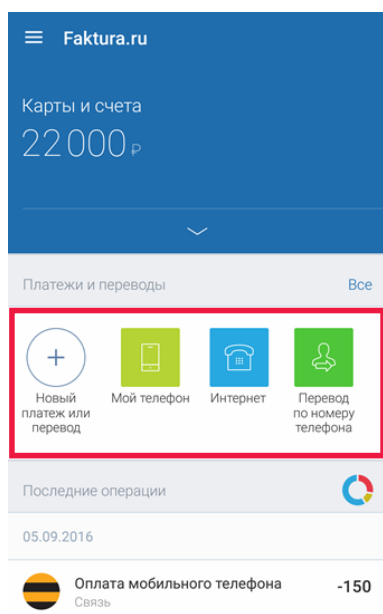 Faktura.ru
Карты и счета
22 000 ₽
Платежи и переводы Все
Новый платеж или перевод
Мой телефон
Интернет
Перевод по номеру телефона
Последние операции
05.09.2016
Оплата мобильного телефона -150
Связь